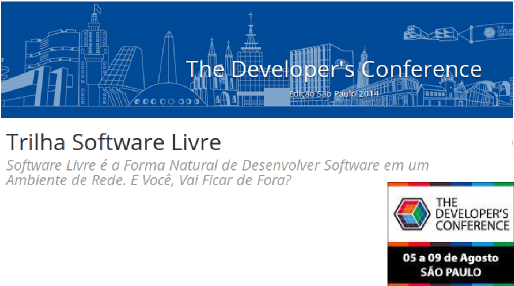 The Developer's Conference
Edição São Paulo 2014
Trilha Software Livre
Software Livre é a Forma Natural de Desenvolver Software em um
Ambiente de Rede. E Você, Vai Ficar de Fora?
THE
DEVELOPER'S
CONFERENCE
05 a 09 de Agosto
SÃO PAULO